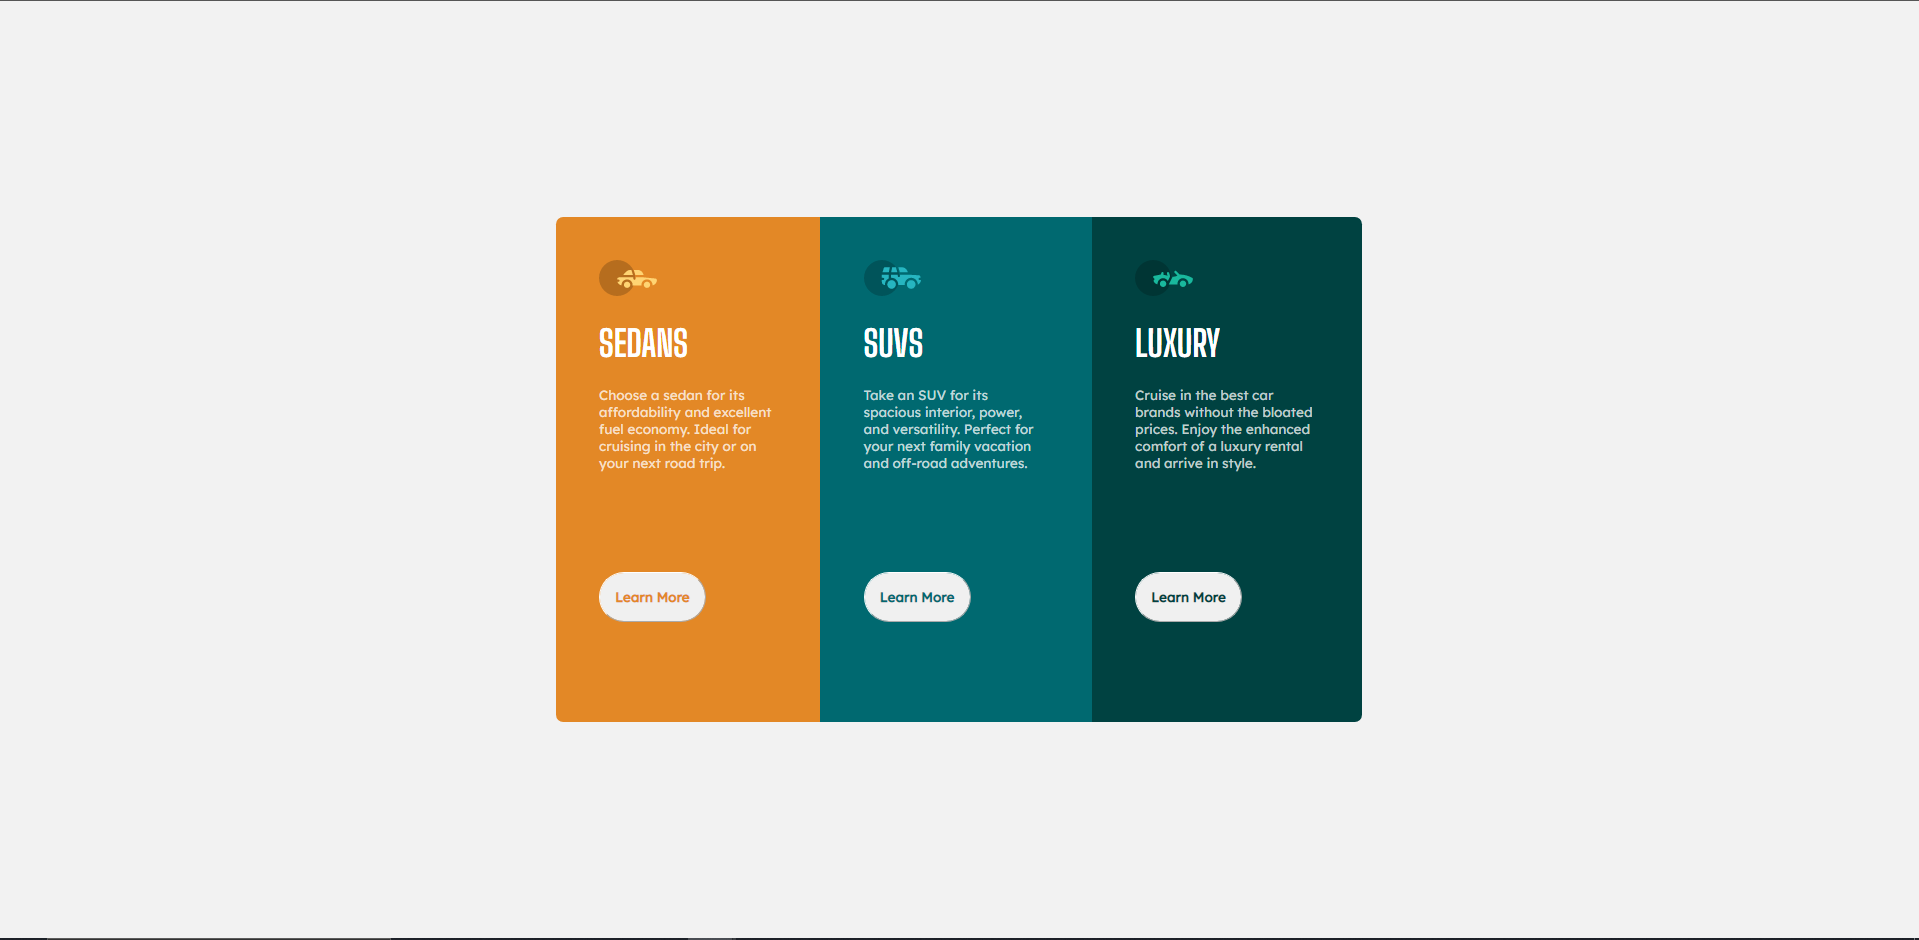 SEDANS
Choose a sedan for its
affordability and excellent
fuel economy. Ideal for
cruising in the city or on
your next road trip.
Learn More
SUVS
Take an SUV for its
spacious interior, power,
and versatility. Perfect for
your next family vacation
and off-road adventures.
Learn More
LUXURY
Cruise in the best car
brands without the bloated
prices. Enjoy the enhanced
comfort of a luxury rental
and arrive in style.
Learn More